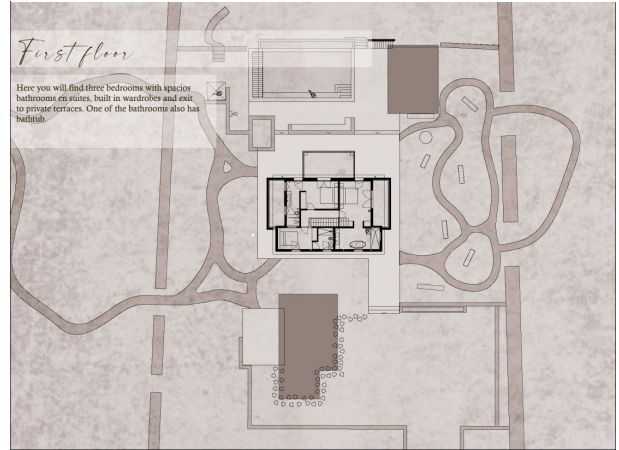 First floor
Here you will find three bedrooms with spacios
bathrooms en suites, built in wardrobes and exit
to private terraces. One of the bathrooms also has
bathtub.